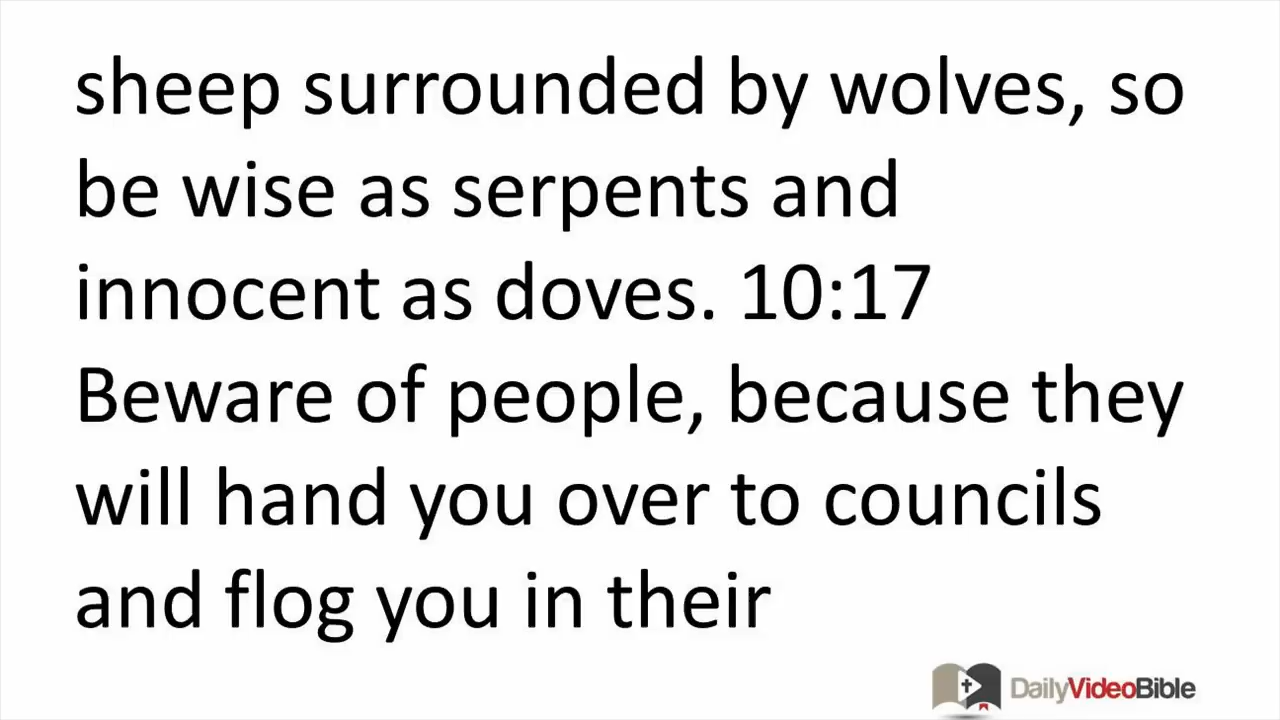 sheep surrounded by wolves, so
be wise as serpents and
innocent as doves. 10:17
Beware of people, because they
will hand you over to councils
and flog you in their
DailyVideoBible